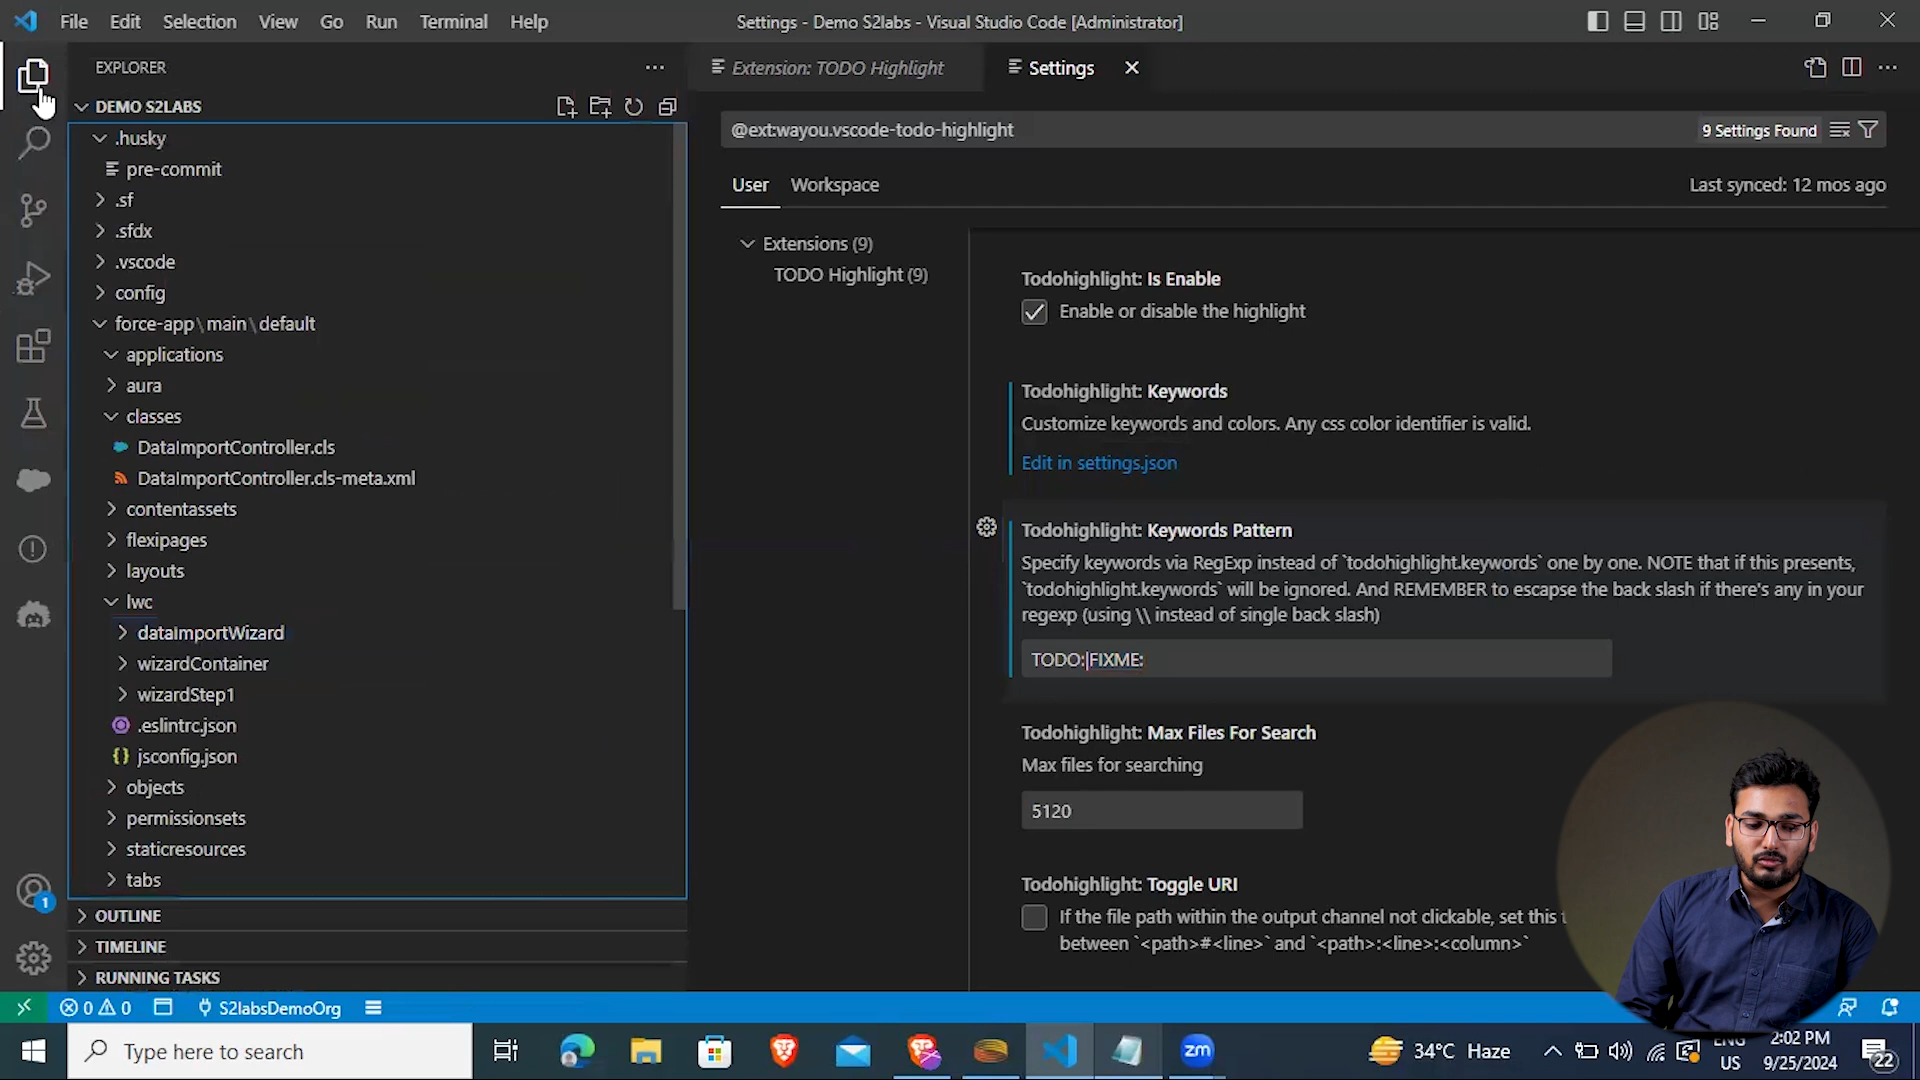 File Edit Selection View Go Run Terminal Help
Settings - Demo S2labs - Visual Studio Code [Administrator]
EXPLORER
DEMO S2LABS
.husky
pre-commit
.sf
.sfdx
.vscode
config
force-app\main\default
applications
aura
classes
DataImportController.cls
DataImportController.cls-meta.xml
contentassets
flexipages
layouts
lwc
dataImportWizard
wizardContainer
wizardStep1
.eslintrc.json
{} jsconfig.json
objects
permissionsets
staticresources
tabs
OUTLINE
TIMELINE
RUNNING TASKS
Extension: TODO Highlight
Settings
@ext:wayou.vscode-todo-highlight
9 Settings Found
User Workspace
Last synced: 12 mos ago
Extensions (9)
TODO Highlight (9)
Todohighlight: Is Enable
Enable or disable the highlight
Todohighlight: Keywords
Customize keywords and colors. Any css color identifier is valid.
Edit in settings.json
Todohighlight: Keywords Pattern
Specify keywords via RegExp instead of `todohighlight.keywords` one by one. NOTE that if this presents,
`todohighlight.keywords` will be ignored. And REMEMBER to escapse the back slash if there's any in your
regexp (using \\ instead of single back slash)
TODO:|FIXME:
Todohighlight: Max Files For Search
Max files for searching
5120
Todohighlight: Toggle URI
If the file path within the output channel not clickable, set this
between `<path>#<line>` and `<path>:<line>:<column>`
1
0 0 S2labsDemoOrg
Type here to search
zm
34°C Haze
ENG
US
2:02 PM
9/25/2024
22